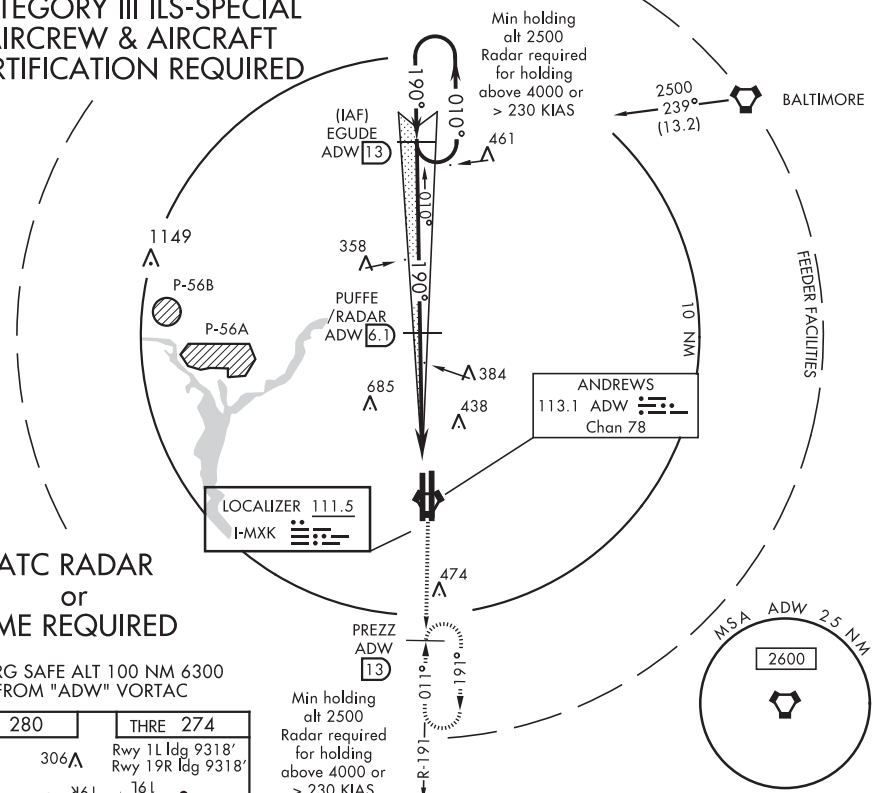 TEGORY III ILS-SPECIAL
AIRCREW & AIRCRAFT
RTIFICATION REQUIRED
Min holding
alt 2500
Radar required
for holding
above 4000 or
> 230 KIAS
190°
010°
2500
239°
(13.2)
BALTIMORE
(IAF)
EGUDE
ADW 13
461
010°
190°
1149
358
P-56B
P-56A
PUFFE
/RADAR
ADW 6.1
10 NM
FEEDER FACILITIES
384
685
438
ANDREWS
113.1 ADW
Chan 78
LOCALIZER 111.5
I-MXK
ATC RADAR
or
ME REQUIRED
474
PREZZ
ADW
13
011°
191°
R-191
Min holding
alt 2500
Radar required
for holding
above 4000 or
> 230 KIAS
RG SAFE ALT 100 NM 6300
FROM "ADW" VORTAC
MSA ADW 25 NM
2600
280
THRE 274
306
Rwy 1L ldg 9318'
Rwy 19R ldg 9318'
19R
19L